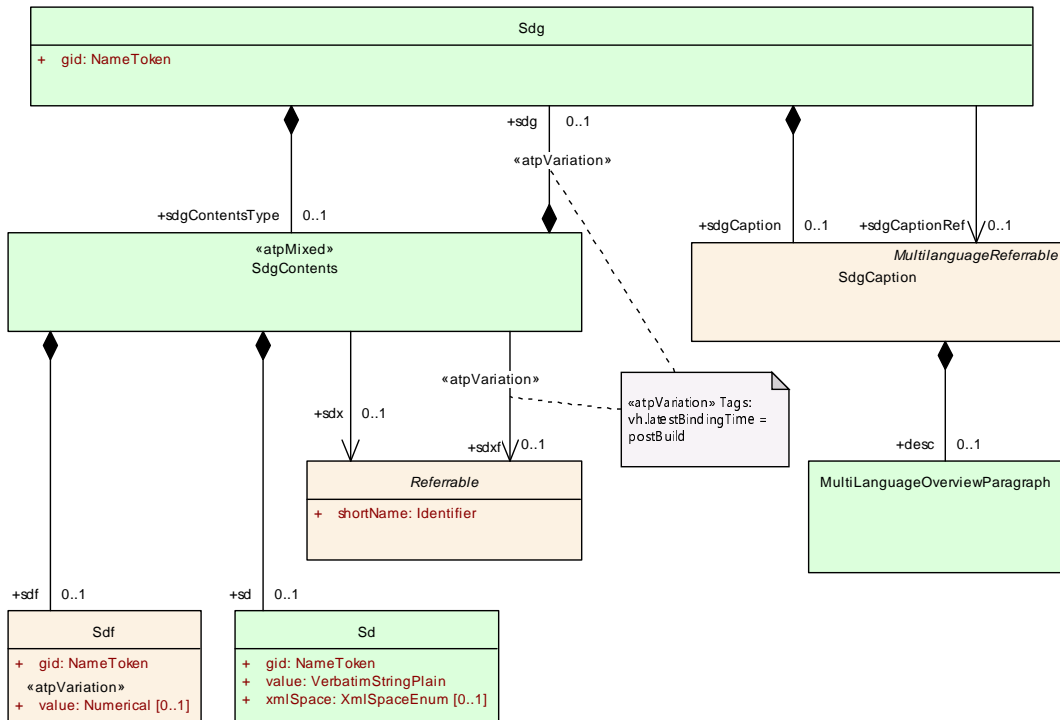 Sdg
+ gid: NameToken
+sdg 0..1
«atpVariation»
+sdgContentsType 0..1
+sdgCaption 0..1
+sdgCaptionRef 0..1
«atpMixed»
SdgContents
MultilanguageReferrable
SdgCaption
«atpVariation»
+sdx 0..1
+sdxf 0..1
«atpVariation» Tags:
vh.latestBindingTime =
postBuild
+desc 0..1
Referrable
+ shortName: Identifier
MultiLanguageOverviewParagraph
+sdf 0..1
+sd 0..1
Sdf
+ gid: NameToken
«atpVariation»
+ value: Numerical [0..1]
Sd
+ gid: NameToken
+ value: VerbatimStringPlain
+ xmlSpace: XmlSpaceEnum [0..1]